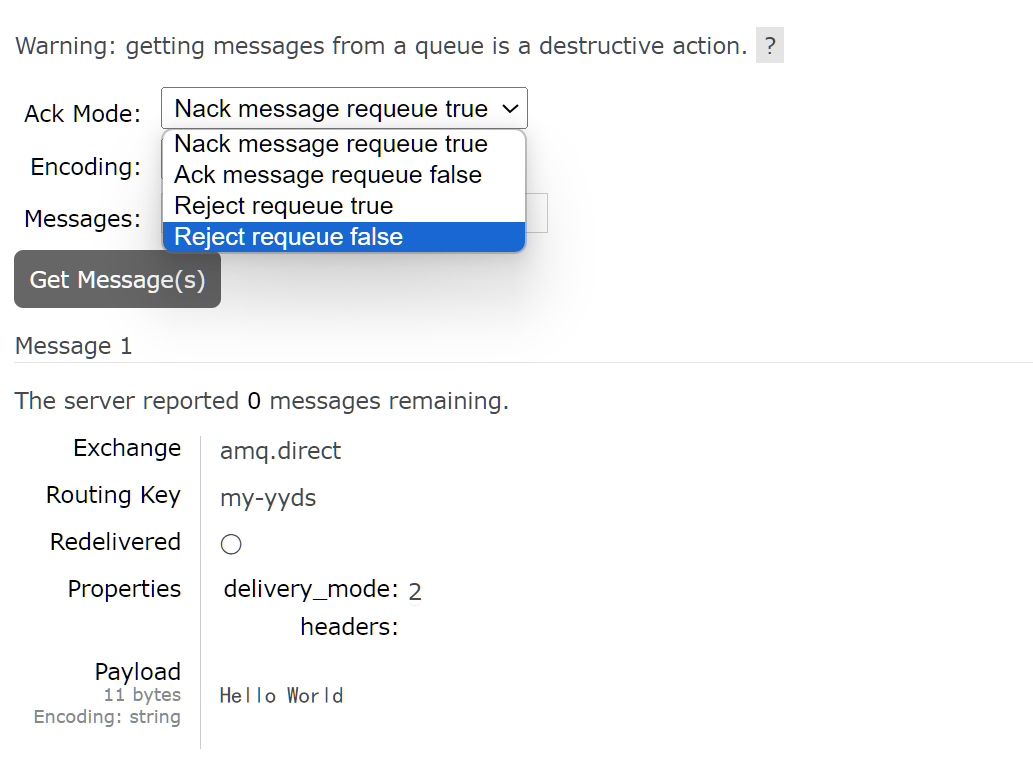 Warning: getting messages from a queue is a destructive action. ?
Ack Mode: Nack message requeue true
Nack message requeue true
Encoding:
Ack message requeue false
Reject requeue true
Messages:
Reject requeue false
Get Message(s)
Message 1
The server reported 0 messages remaining.
Exchange amq.direct
Routing Key my-yyds
Redelivered
Properties delivery_mode: 2
headers:
Payload
11 bytes Hello World
Encoding: string